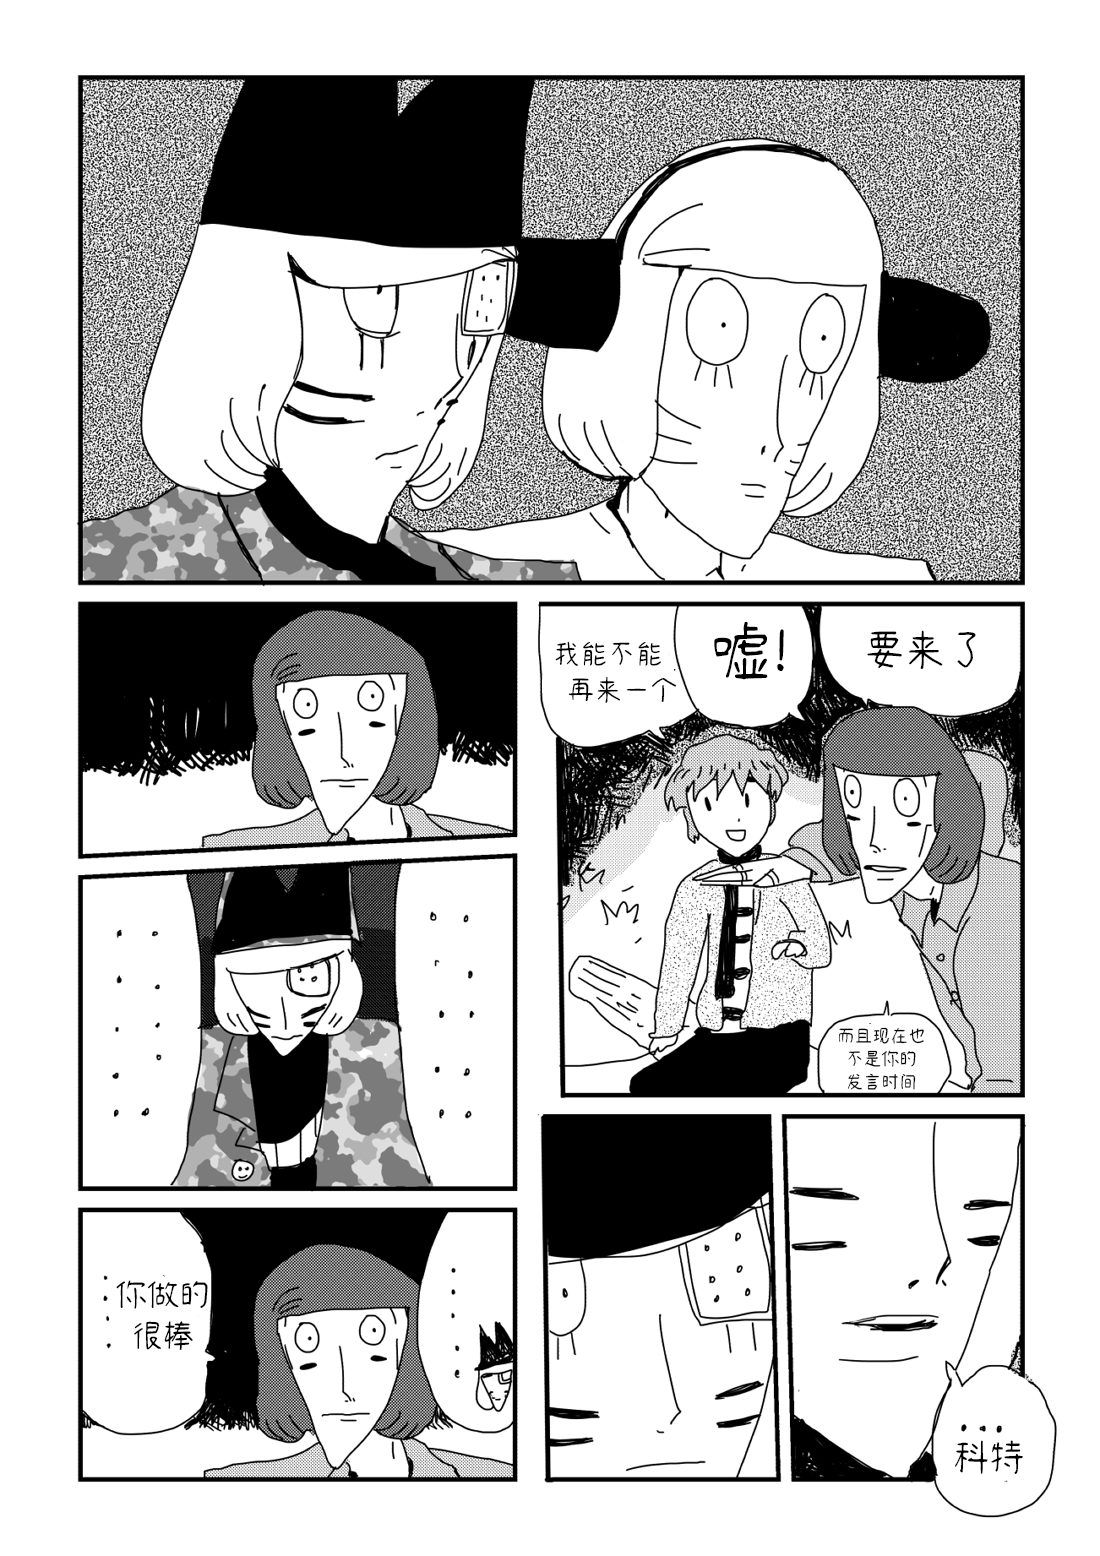 ....你做的
很棒
....
我能不能
再来一个
嘘!
要来了
而且现在也
不是你的
发言时间
...
科特